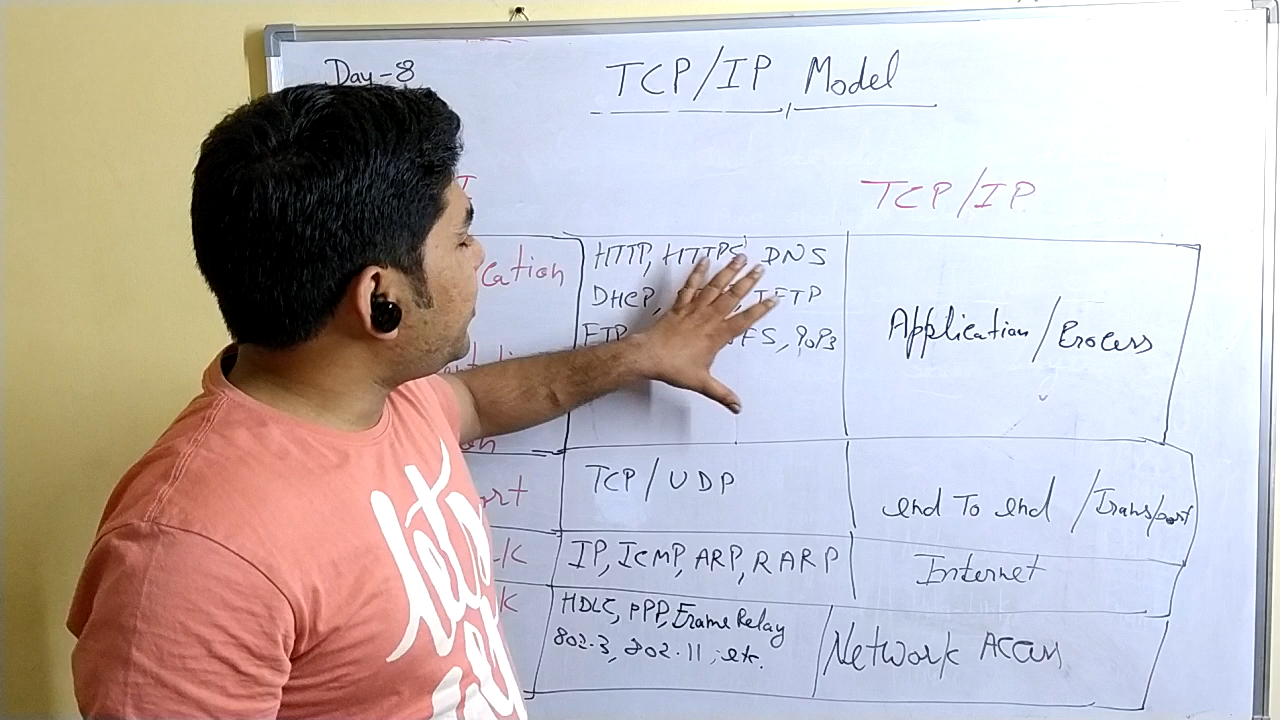 Day-8
TCP/IP Model
TCP/IP
cation
HTTP, HTTPS, DNS
DHCP, TFTP
FTP FS, POP3
Application/Process
TCP/UDP
end To end /Transport
IP, ICMP, ARP, RARP
Internet
HDLC, PPP, Frame Relay
802.3, 802.11, etc.
Network Access
let's